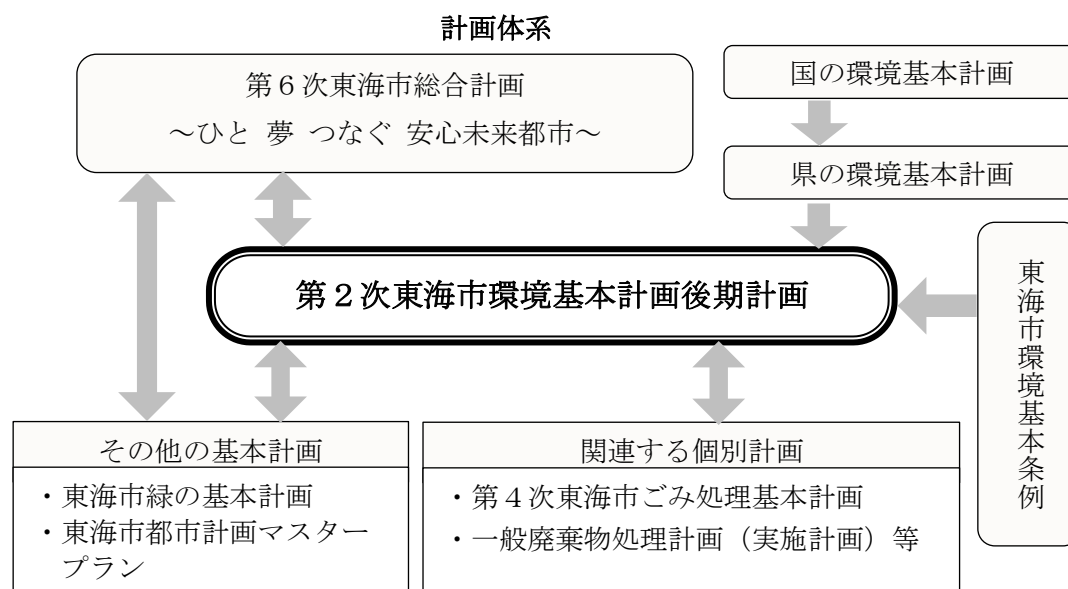 計画体系
第６次東海市総合計画
～ひと 夢 つなぐ 安心未来都市～
国の環境基本計画
県の環境基本計画
第２次東海市環境基本計画後期計画
東海市環境基本条例
その他の基本計画
・東海市緑の基本計画
・東海市都市計画マスター
プラン
関連する個別計画
・第４次東海市ごみ処理基本計画
・一般廃棄物処理計画（実施計画）等